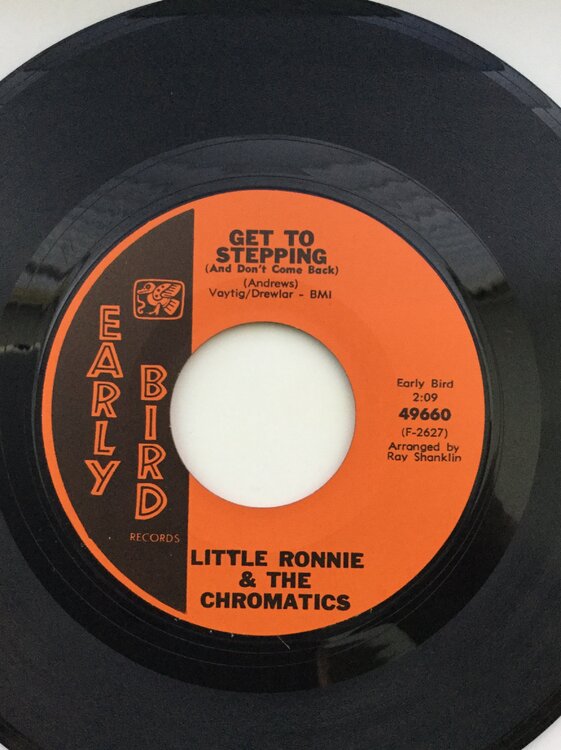 GET TO
STEPPING
(And Don't Come Back)
(Andrews)
Vaytig/Drewlar - BMI
EARLY
BIRD
RECORDS
Early Bird
2:09
49660
(F-2627)
Arranged by
Ray Shanklin
LITTLE RONNIE
& THE
CHROMATICS